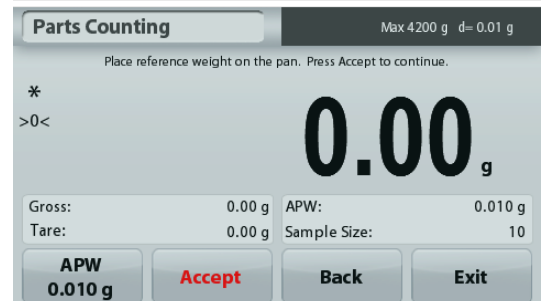 Parts Counting Max 4200 g d= 0.01 g
Place reference weight on the pan. Press Accept to continue.
*
>0<
0.00 g
Gross: 0.00 g APW: 0.010 g
Tare: 0.00 g Sample Size: 10
APW
0.010 g
Accept
Back
Exit